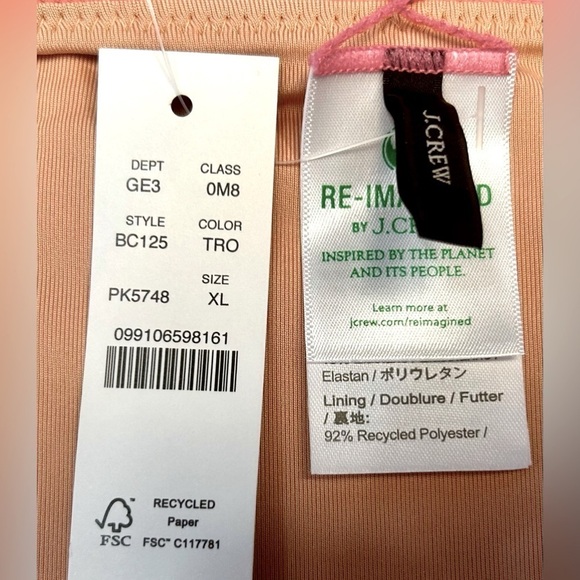 DEPT CLASS
GE3 0M8
STYLE COLOR
BC125 TRO
SIZE
PK5748 XL
099106598161
RECYCLED
Paper
FSC™ FSC™ C117781
J.CREW
BY
INSPIRED BY THE PLANET
AND ITS PEOPLE.
Learn more at
jcrew.com/reimagined
Elastan / ポリウレタン
Lining / Doublure / Futter
/ 裏地:
92% Recycled Polyester /